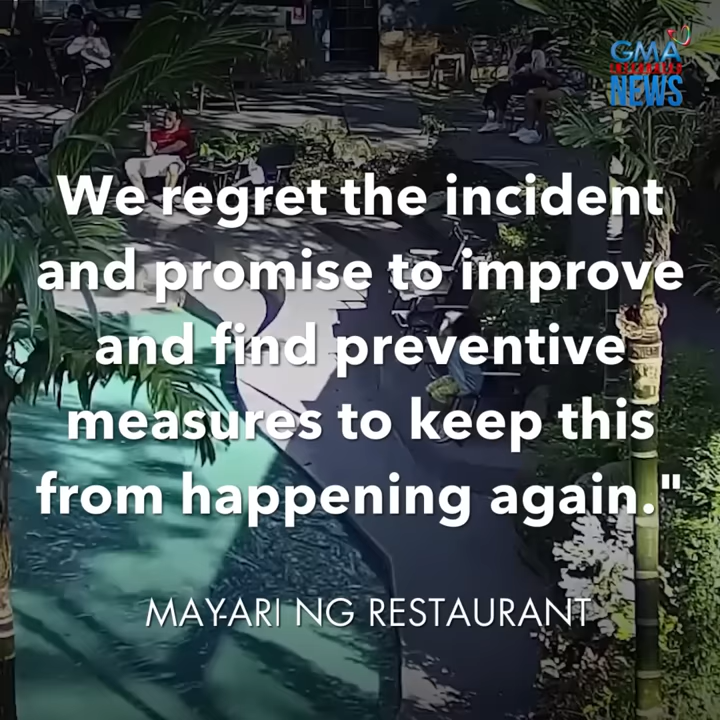 GMA
INTEGRATED
NEWS
We regret the incident
and promise to improve
and find preventive
measures to keep this
from happening again."
MAY-ARI NG RESTAURANT